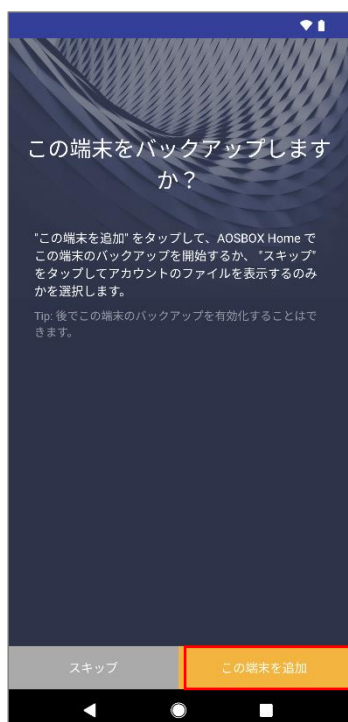 この端末をバックアップします
か？
"この端末を追加" をタップして、AOSBOX Home で
この端末のバックアップを開始するか、 "スキップ"
をタップしてアカウントのファイルを表示するのみ
かを選択します。
Tip: 後でこの端末のバックアップを有効化することはで
きます。
スキップ
この端末を追加